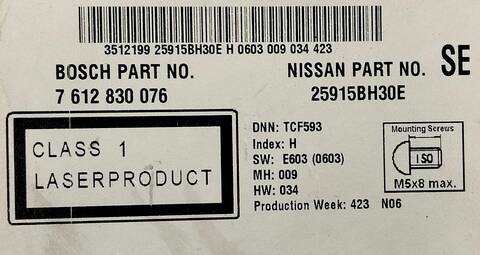 3512199 25915BH30E H 0603 009 034 423
BOSCH PART NO.
7 612 830 076
NISSAN PART NO.
25915BH30E
SE
CLASS 1
LASERPRODUCT
DNN: TCF593
Index: H
SW: E603 (0603)
MH: 009
HW: 034
Production Week: 423 N06
Mounting Screws
ISO
M5x8 max.